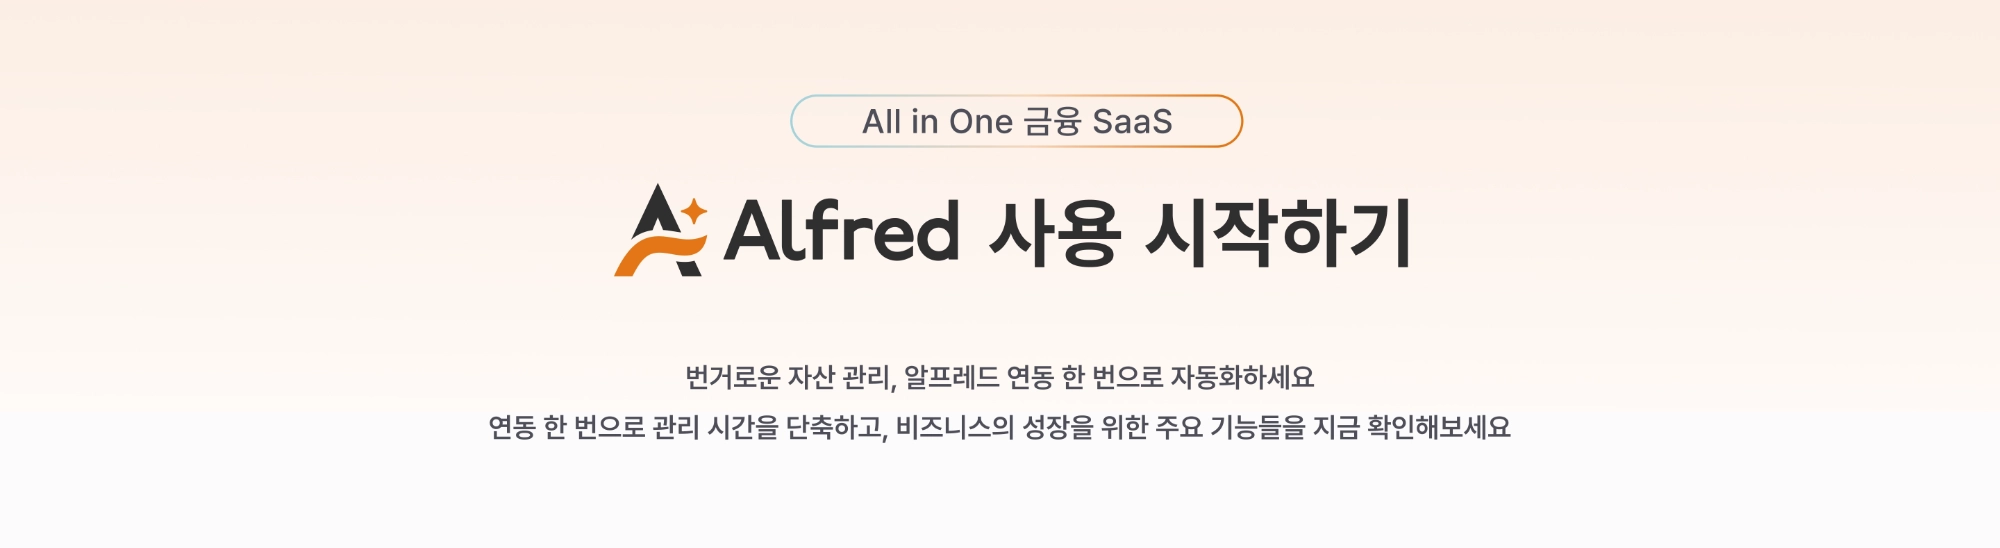 All in One 금융 SaaS
Alfred 사용 시작하기
번거로운 자산 관리, 알프레드 연동 한 번으로 자동화하세요
연동 한 번으로 관리 시간을 단축하고, 비즈니스의 성장을 위한 주요 기능들을 지금 확인해보세요